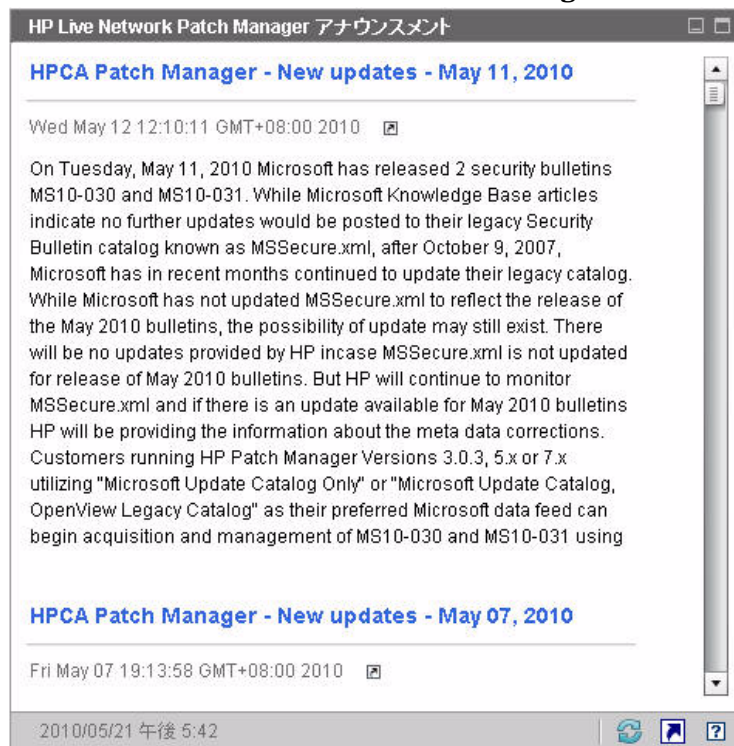 HP Live Network Patch Manager アナウンスメント
HPCA Patch Manager - New updates - May 11, 2010
Wed May 12 12:10:11 GMT+08:00 2010
On Tuesday, May 11, 2010 Microsoft has released 2 security bulletins
MS10-030 and MS10-031. While Microsoft Knowledge Base articles
indicate no further updates would be posted to their legacy Security
Bulletin catalog known as MSSecure.xml, after October 9, 2007,
Microsoft has in recent months continued to update their legacy catalog.
While Microsoft has not updated MSSecure.xml to reflect the release of
the May 2010 bulletins, the possibility of update may still exist. There
will be no updates provided by HP incase MSSecure.xml is not updated
for release of May 2010 bulletins. But HP will continue to monitor
MSSecure.xml and if there is an update available for May 2010 bulletins
HP will be providing the information about the meta data corrections.
Customers running HP Patch Manager Versions 3.0.3, 5.x or 7.x
utilizing "Microsoft Update Catalog Only" or "Microsoft Update Catalog,
OpenView Legacy Catalog" as their preferred Microsoft data feed can
begin acquisition and management of MS10-030 and MS10-031 using
HPCA Patch Manager - New updates - May 07, 2010
Fri May 07 19:13:58 GMT+08:00 2010
2010/05/21 午後 5:42